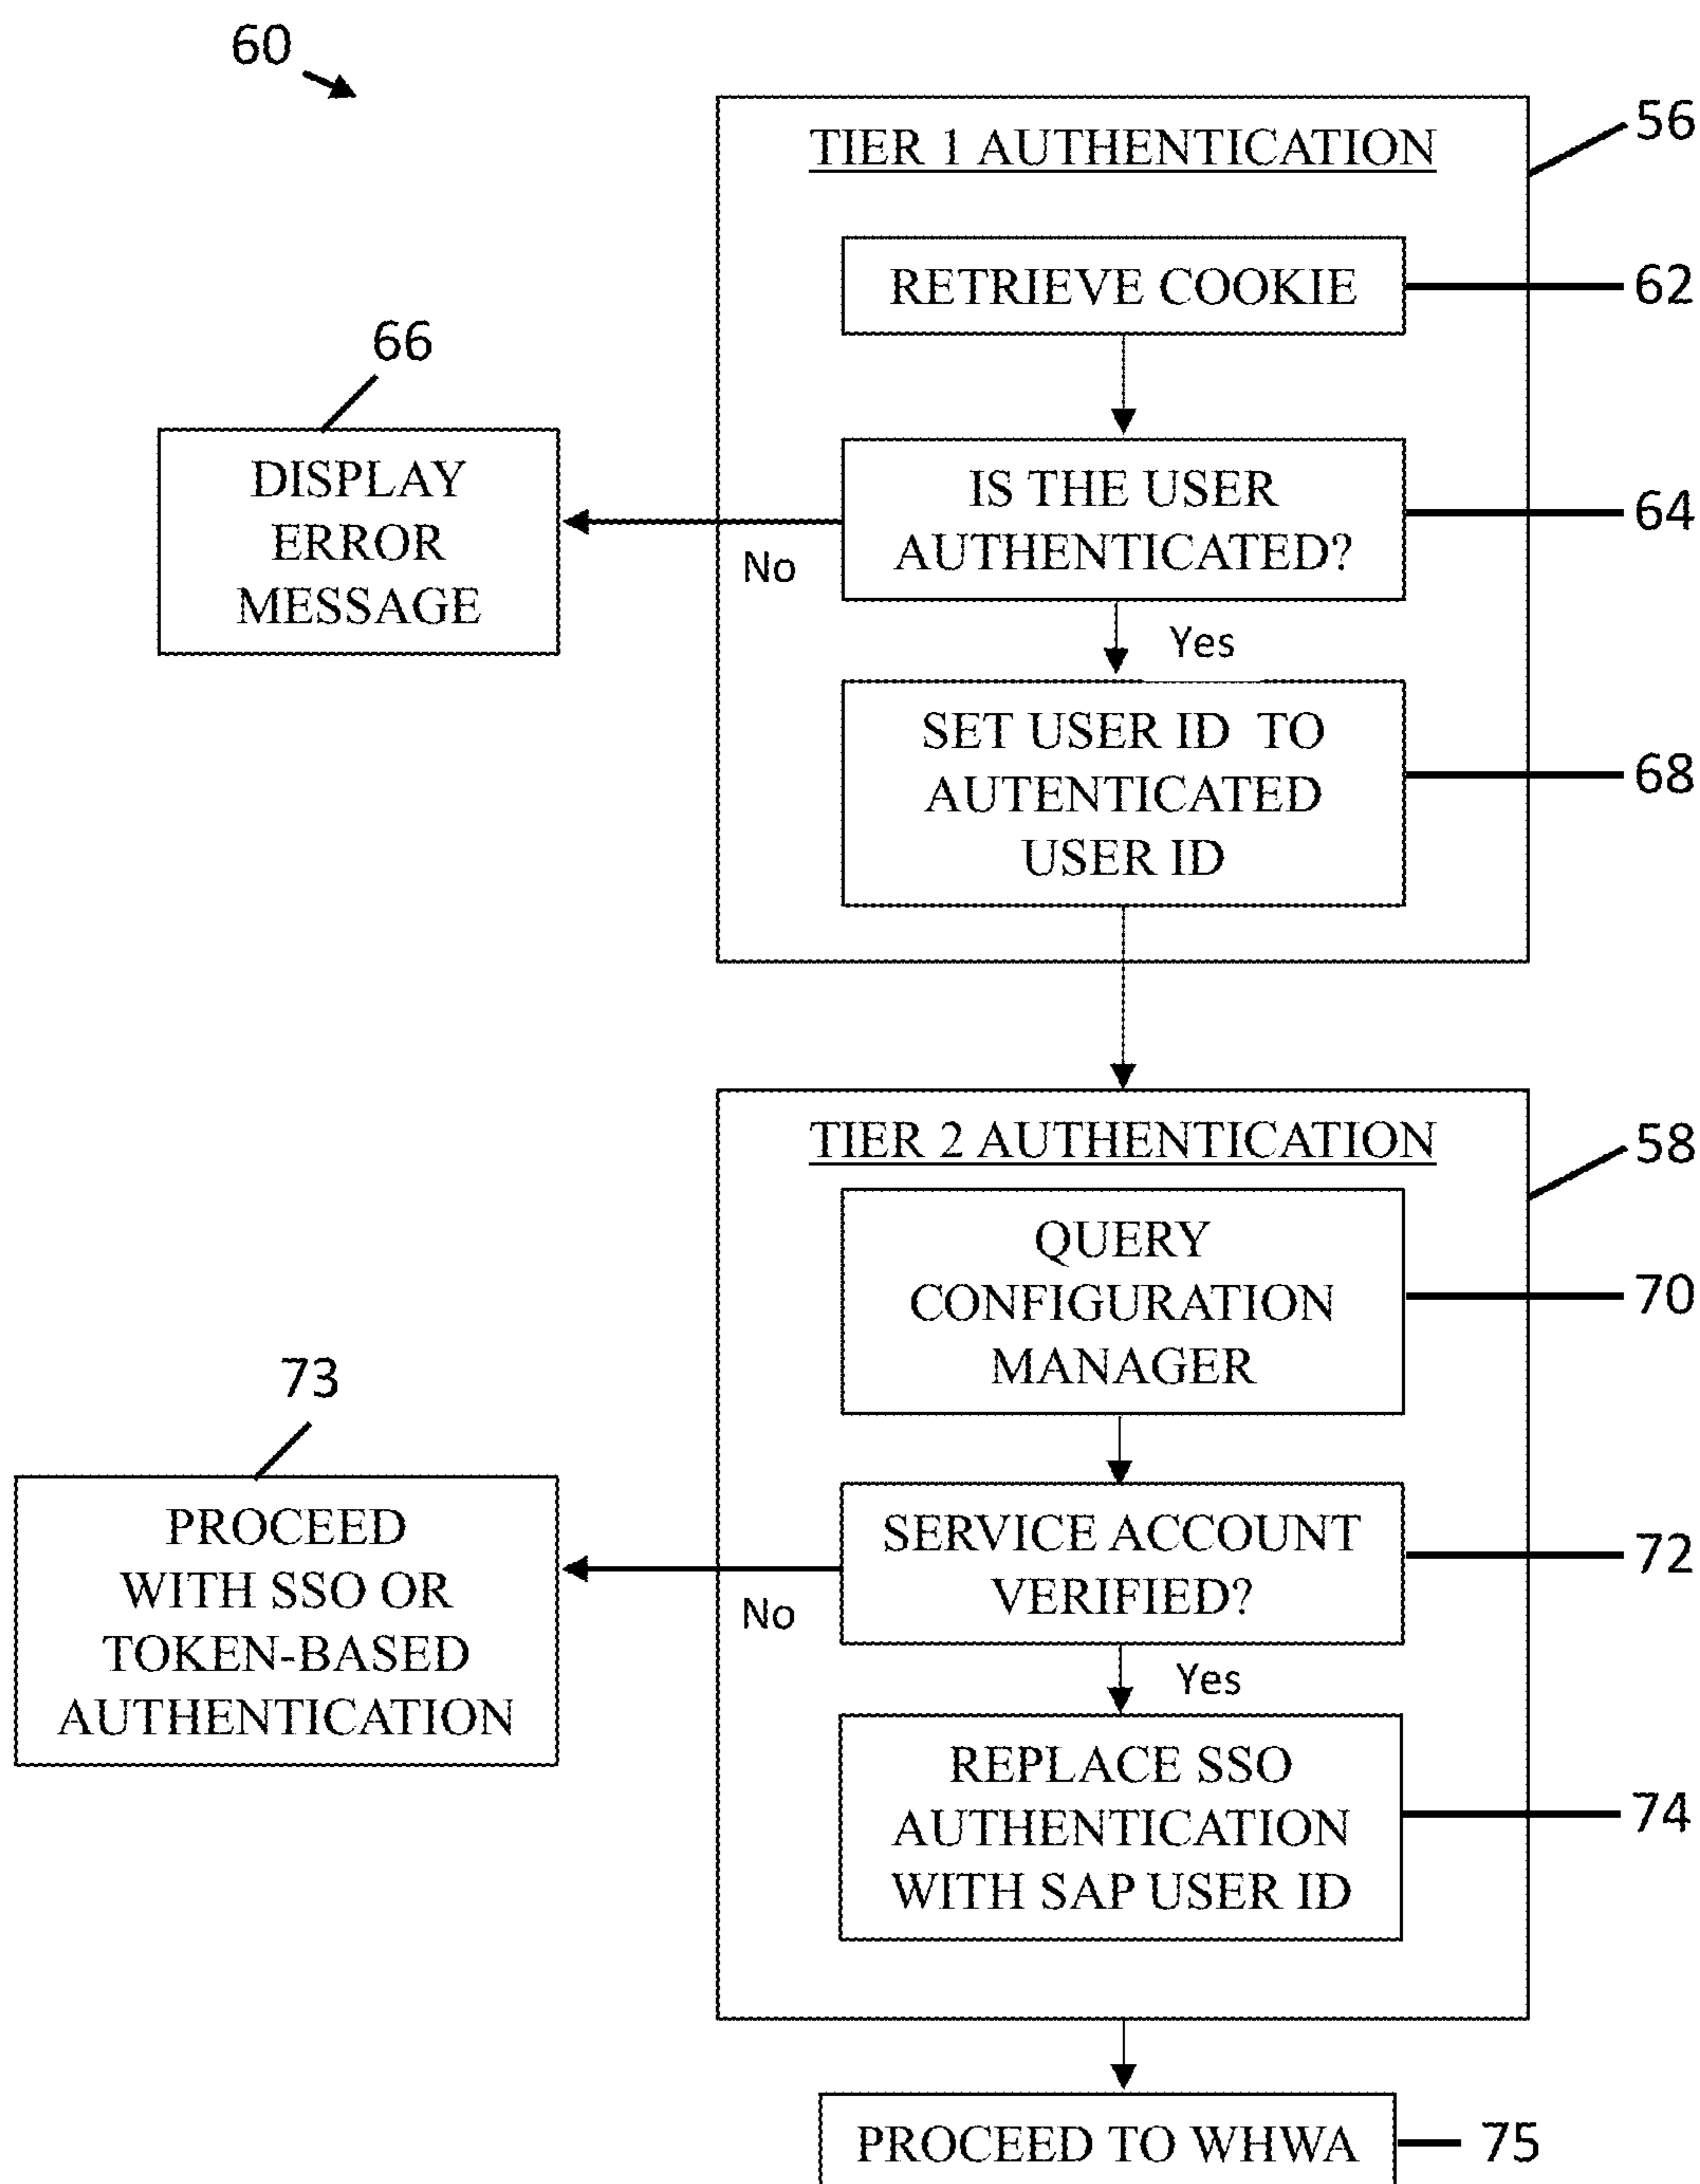 60
TIER 1 AUTHENTICATION
56
RETRIEVE COOKIE
62
66
DISPLAY
ERROR
MESSAGE
IS THE USER
AUTHENTICATED?
64
No
Yes
SET USER ID TO
AUTENTICATED
USER ID
68
TIER 2 AUTHENTICATION
58
QUERY
CONFIGURATION
MANAGER
70
73
PROCEED
WITH SSO OR
TOKEN-BASED
AUTHENTICATION
SERVICE ACCOUNT
VERIFIED?
72
No
Yes
REPLACE SSO
AUTHENTICATION
WITH SAP USER ID
74
PROCEED TO WHWA
75